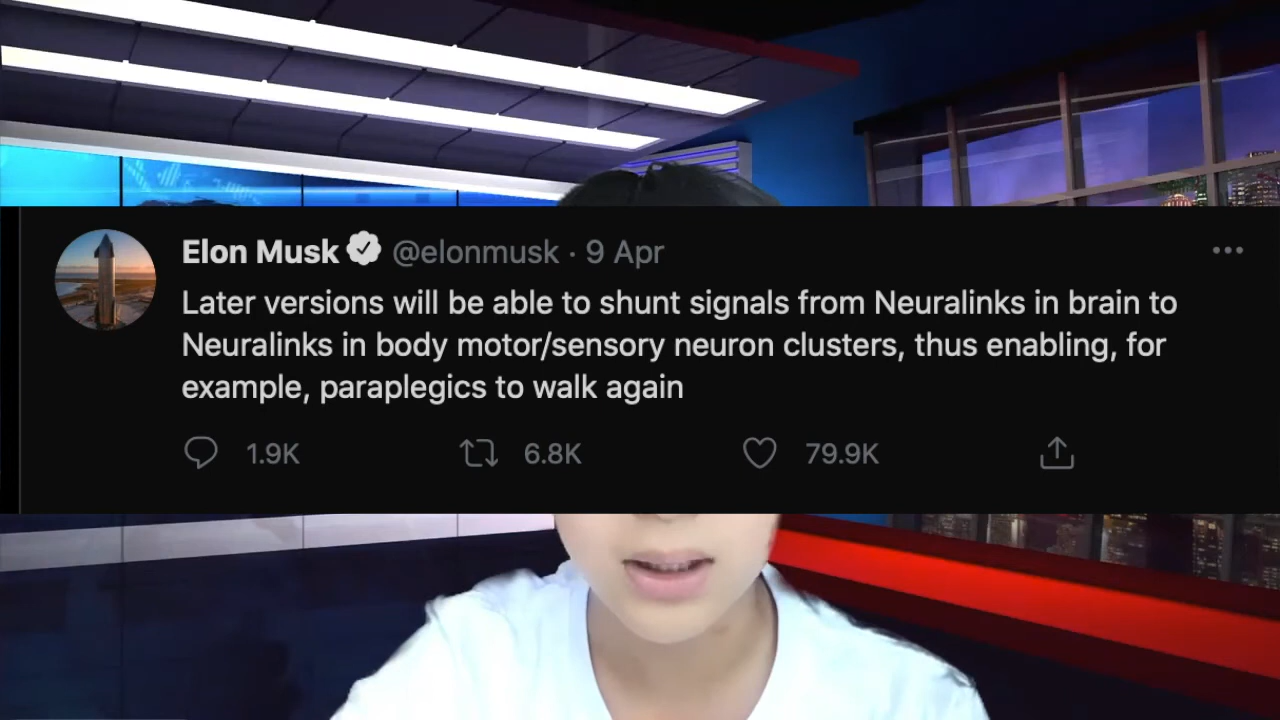 Elon Musk @elonmusk · 9 Apr
Later versions will be able to shunt signals from Neuralinks in brain to
Neuralinks in body motor/sensory neuron clusters, thus enabling, for
example, paraplegics to walk again
1.9K 6.8K 79.9K